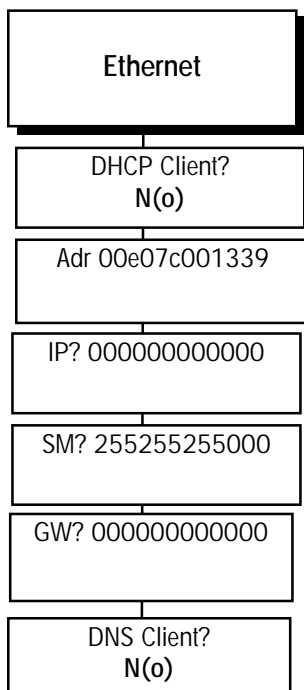 Ethernet
DHCP Client?
N(o)
Adr 00e07c001339
IP? 000000000000
SM? 255255255000
GW? 000000000000
DNS Client?
N(o)